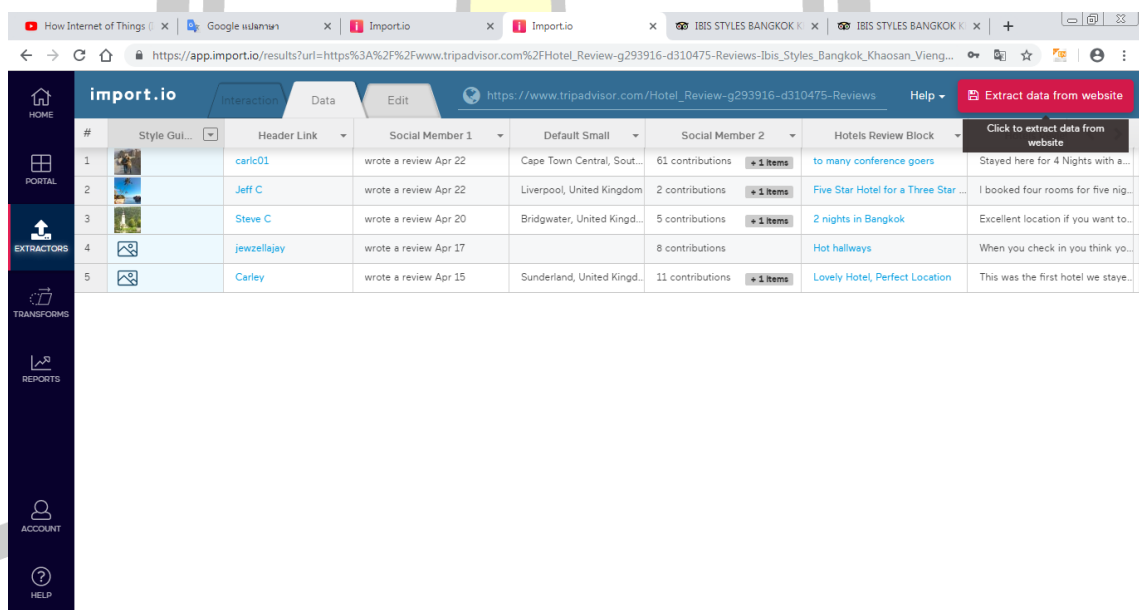 How Internet of Things (
Google แปลภาษา
Import.io
Import.io
IBIS STYLES BANGKOK K
IBIS STYLES BANGKOK K
https://app.import.io/results?url=https%3A%2F%2Fwww.tripadvisor.com%2FHotel_Review-g293916-d310475-Reviews-Ibis_Styles_Bangkok_Khaosan_Vieng...
HOME
import.io
Interaction
Data
Edit
https://www.tripadvisor.com/Hotel_Review-g293916-d310475-Reviews
Help
Extract data from website
Click to extract data from
website
# Style Gui... Header Link Social Member 1 Default Small Social Member 2 Hotels Review Block
1 carlc01 wrote a review Apr 22 Cape Town Central, Sout... 61 contributions + 1 items to many conference goers Stayed here for 4 Nights with a...
PORTAL
2 Jeff C wrote a review Apr 22 Liverpool, United Kingdom 2 contributions + 1 items Five Star Hotel for a Three Star ... I booked four rooms for five nig...
3 Steve C wrote a review Apr 20 Bridgwater, United Kingd... 5 contributions + 1 items 2 nights in Bangkok Excellent location if you want to...
EXTRACTORS
4 jewzellajay wrote a review Apr 17 8 contributions Hot hallways When you check in you think yo...
5 Carley wrote a review Apr 15 Sunderland, United Kingd... 11 contributions + 1 items Lovely Hotel, Perfect Location This was the first hotel we staye...
TRANSFORMS
REPORTS
ACCOUNT
HELP